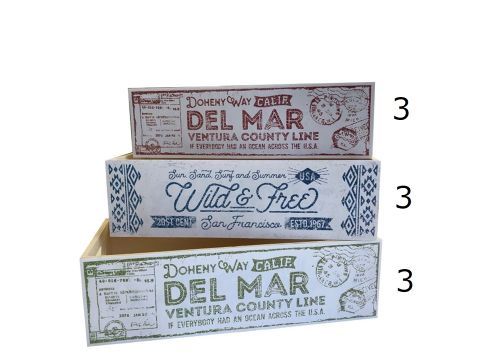 DOHENY WAY CALIF.
DEL MAR
VENTURA COUNTY LINE
IF EVERYBODY HAD AN OCEAN ACROSS THE U.S.A.
3
Sun, Sand, Surf and Summer USA
Wild & Free
20ST CENT San Francisco ESTD.1967
3
DOHENY WAY CALIF.
DEL MAR
VENTURA COUNTY LINE
IF EVERYBODY HAD AN OCEAN ACROSS THE U.S.A.
3